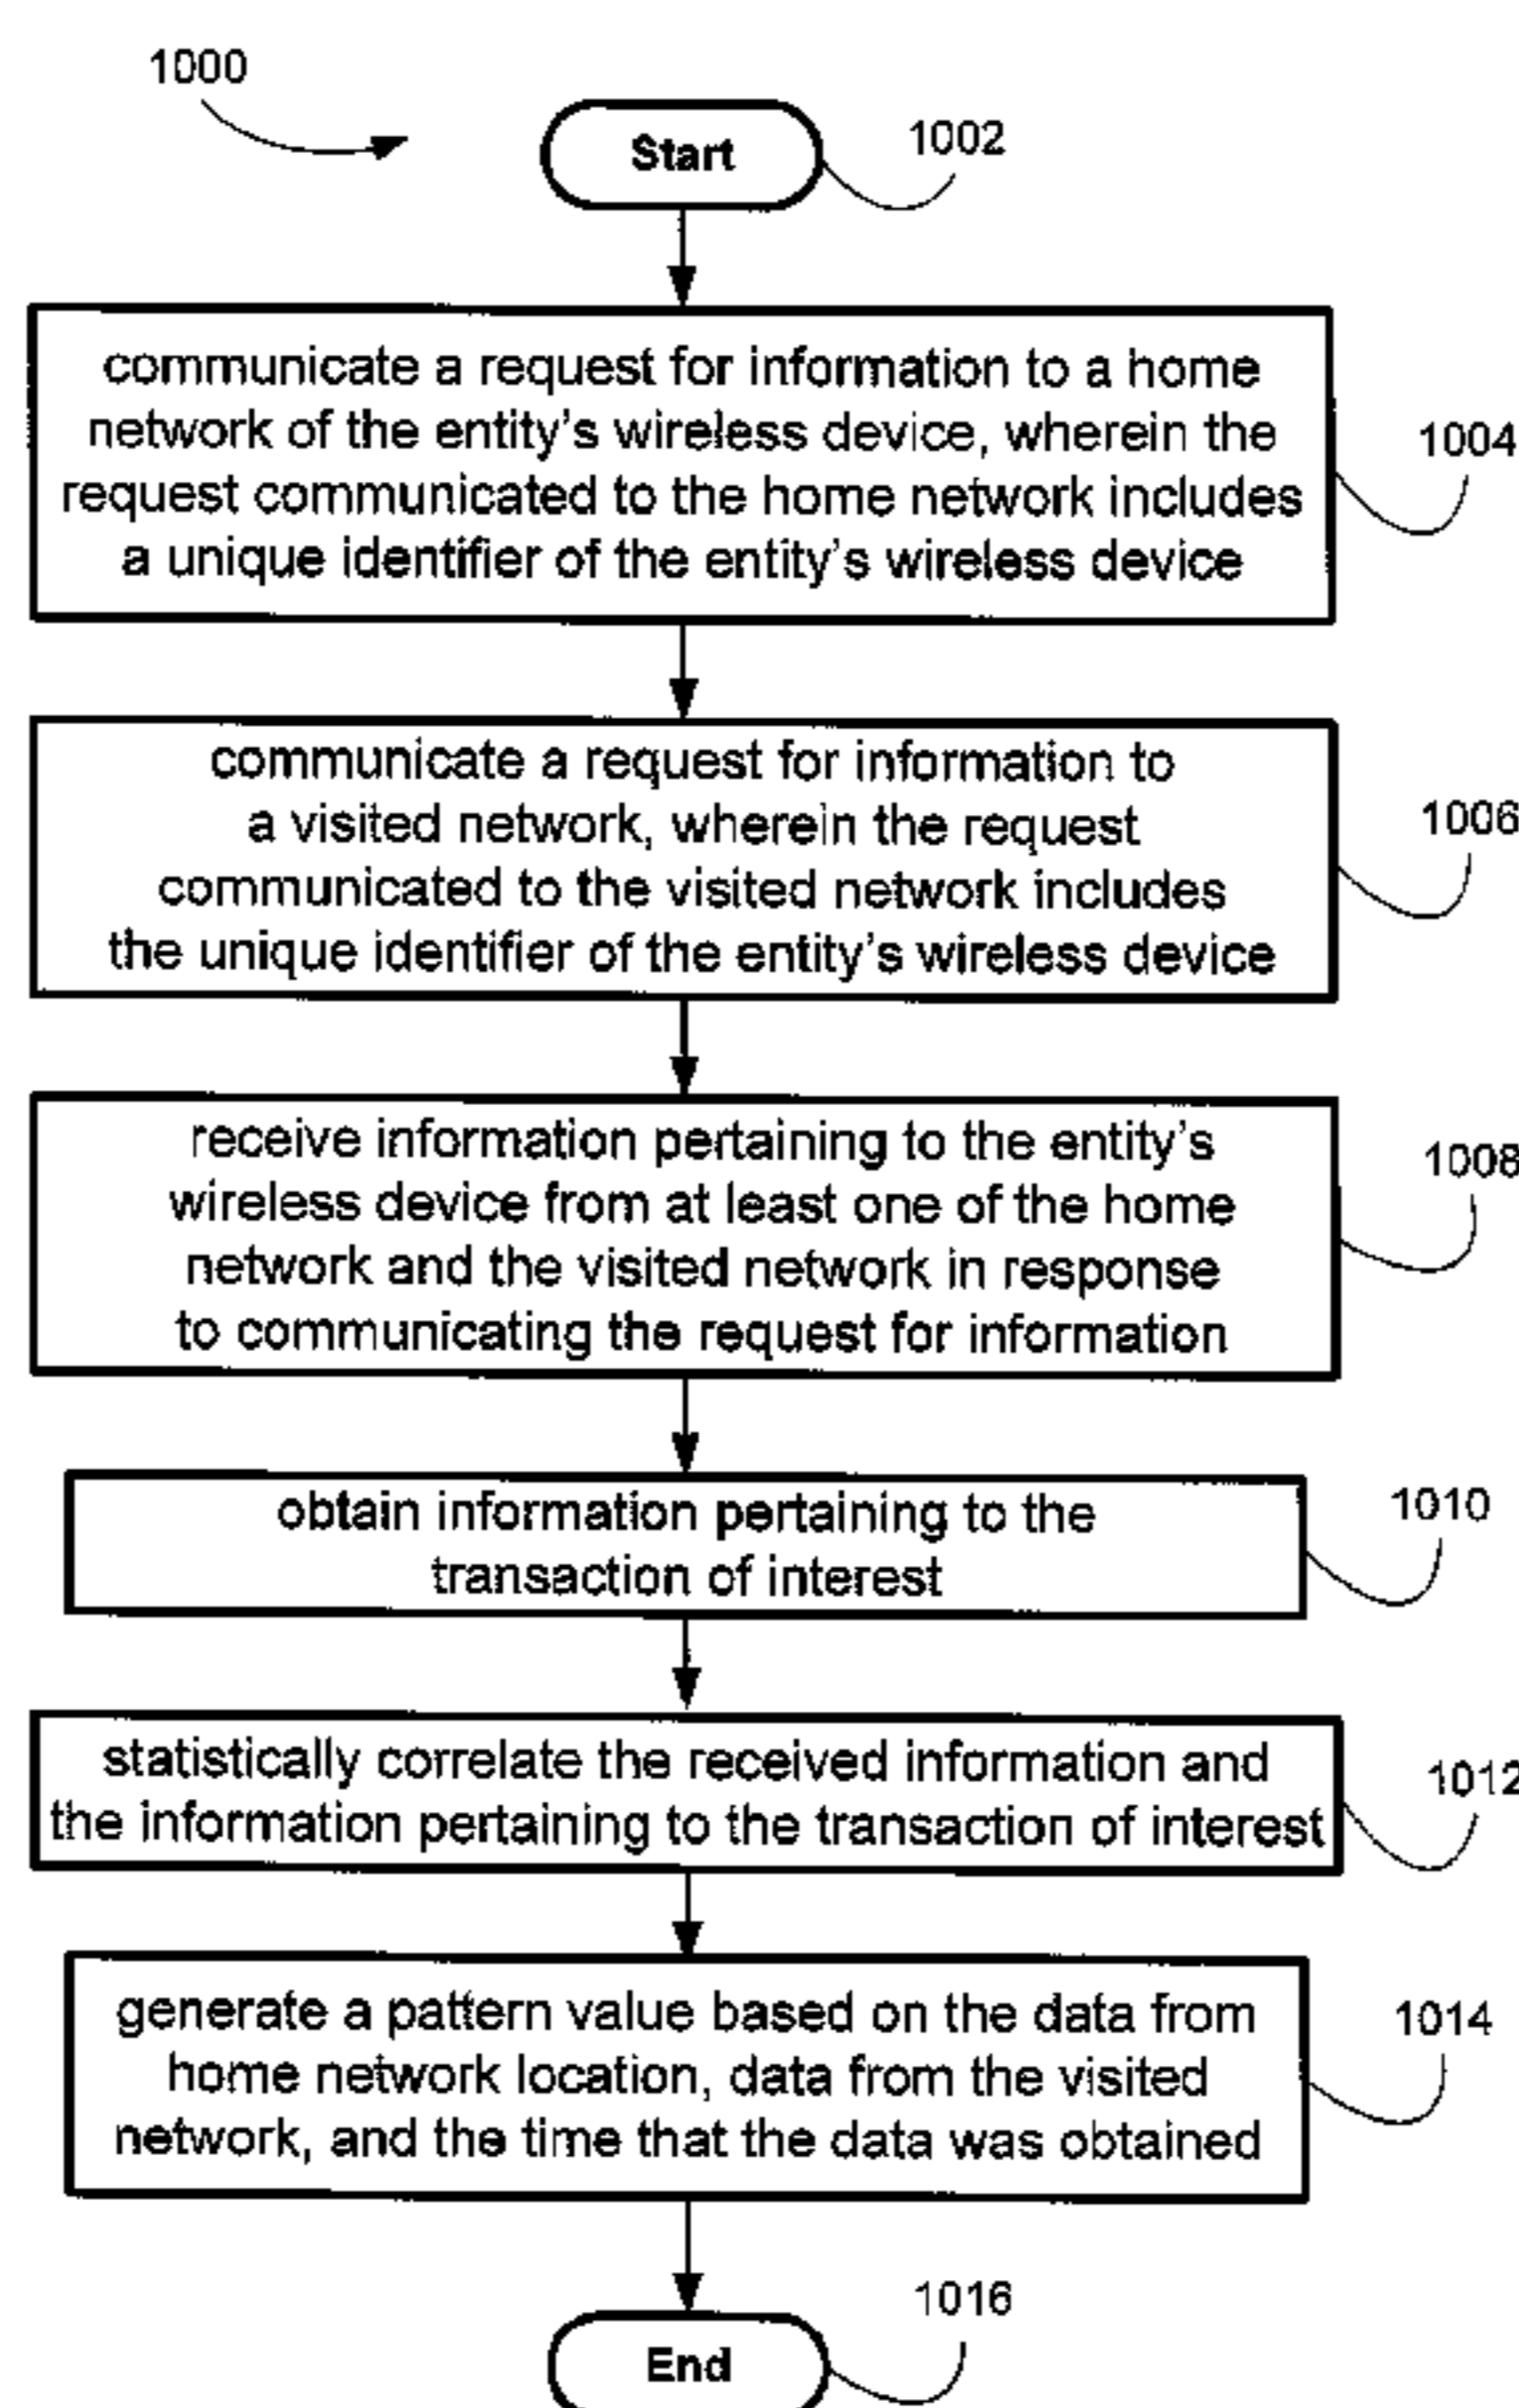 1000
Start
1002
communicate a request for information to a home
network of the entity's wireless device, wherein the
request communicated to the home network includes
a unique identifier of the entity's wireless device
1004
communicate a request for information to
a visited network, wherein the request
communicated to the visited network includes
the unique identifier of the entity's wireless device
1006
receive information pertaining to the entity's
wireless device from at least one of the home
network and the visited network in response
to communicating the request for information
1008
obtain information pertaining to the
transaction of interest
1010
statistically correlate the received information and
the information pertaining to the transaction of interest
1012
generate a pattern value based on the data from
home network location, data from the visited
network, and the time that the data was obtained
1014
End
1016